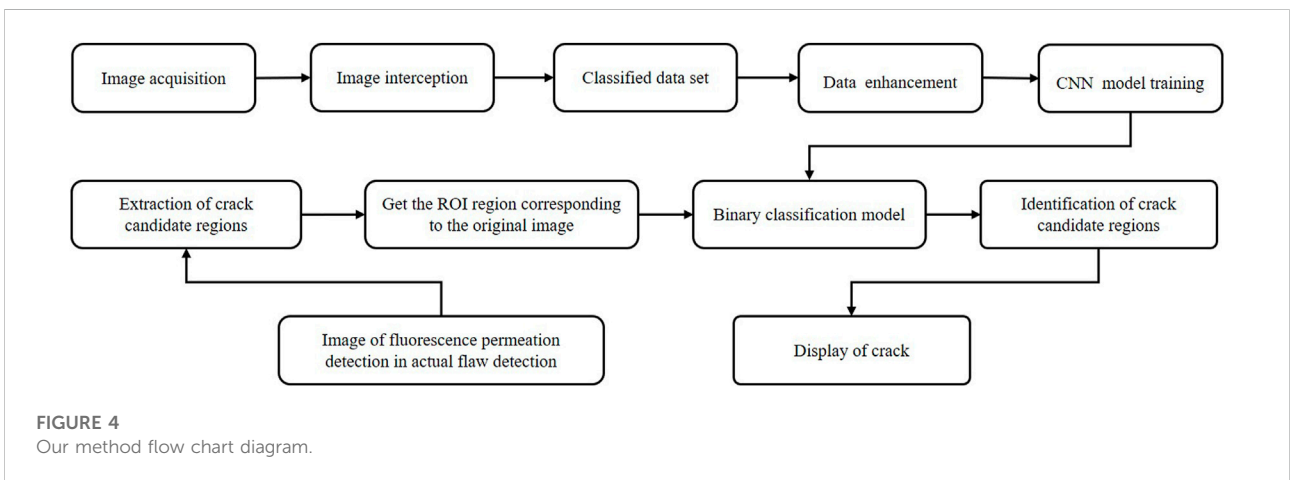 Image acquisition
Image interception
Classified data set
Data enhancement
CNN model training
Extraction of crack
candidate regions
Get the ROI region corresponding
to the original image
Binary classification model
Identification of crack
candidate regions
Image of fluorescence permeation
detection in actual flaw detection
Display of crack
FIGURE 4
Our method flow chart diagram.